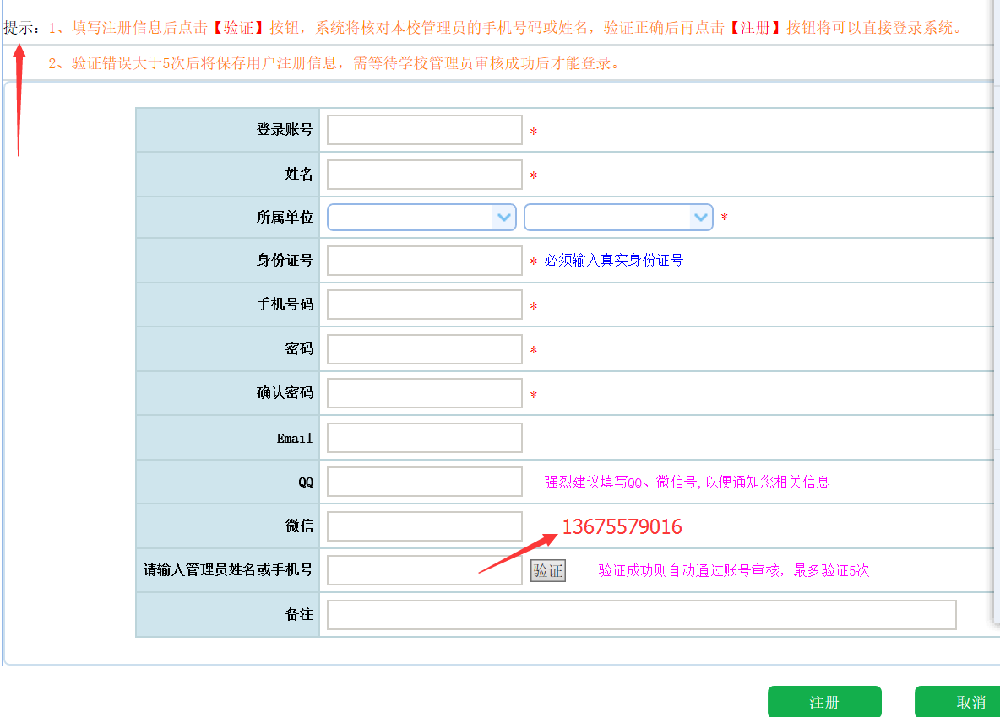 提示：1、填写注册信息后点击【验证】按钮，系统将核对本校管理员的手机号码或姓名，验证正确后再点击【注册】按钮将可以直接登录系统。
2、验证错误大于5次后将保存用户注册信息，需等待学校管理员审核成功后才能登录。
登录账号 *
姓名 *
所属单位 *
身份证号 * 必须输入真实身份证号
手机号码 *
密码 *
确认密码 *
Email
QQ 强烈建议填写QQ、微信号,以便通知您相关信息
微信 13675579016
请输入管理员姓名或手机号 验证 验证成功则自动通过账号审核，最多验证5次
备注
注册 取消